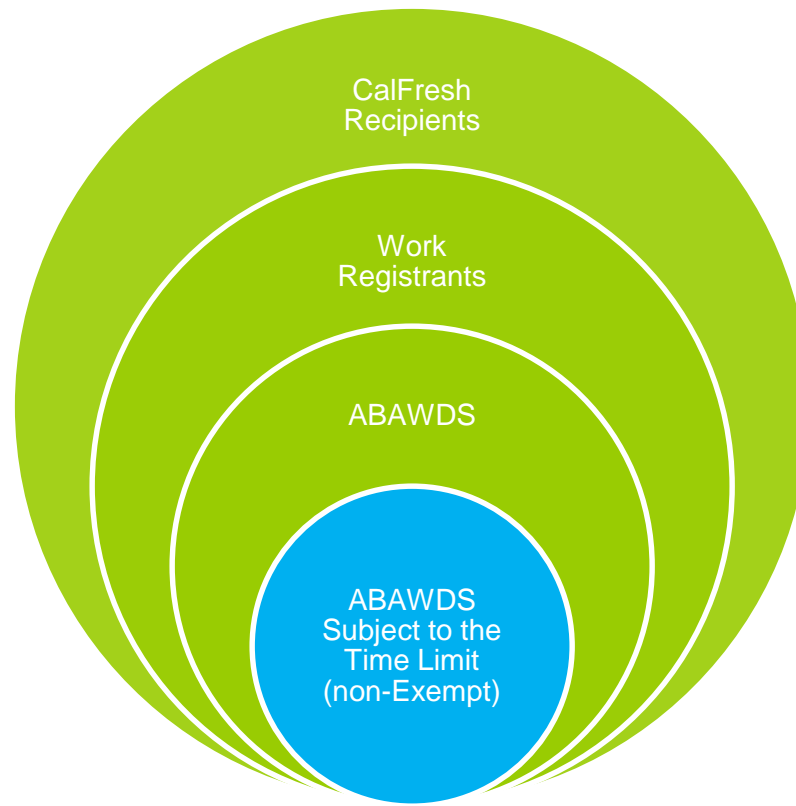 CalFresh
Recipients
Work
Registrants
ABAWDS
ABAWDS
Subject to the
Time Limit
(non-Exempt)